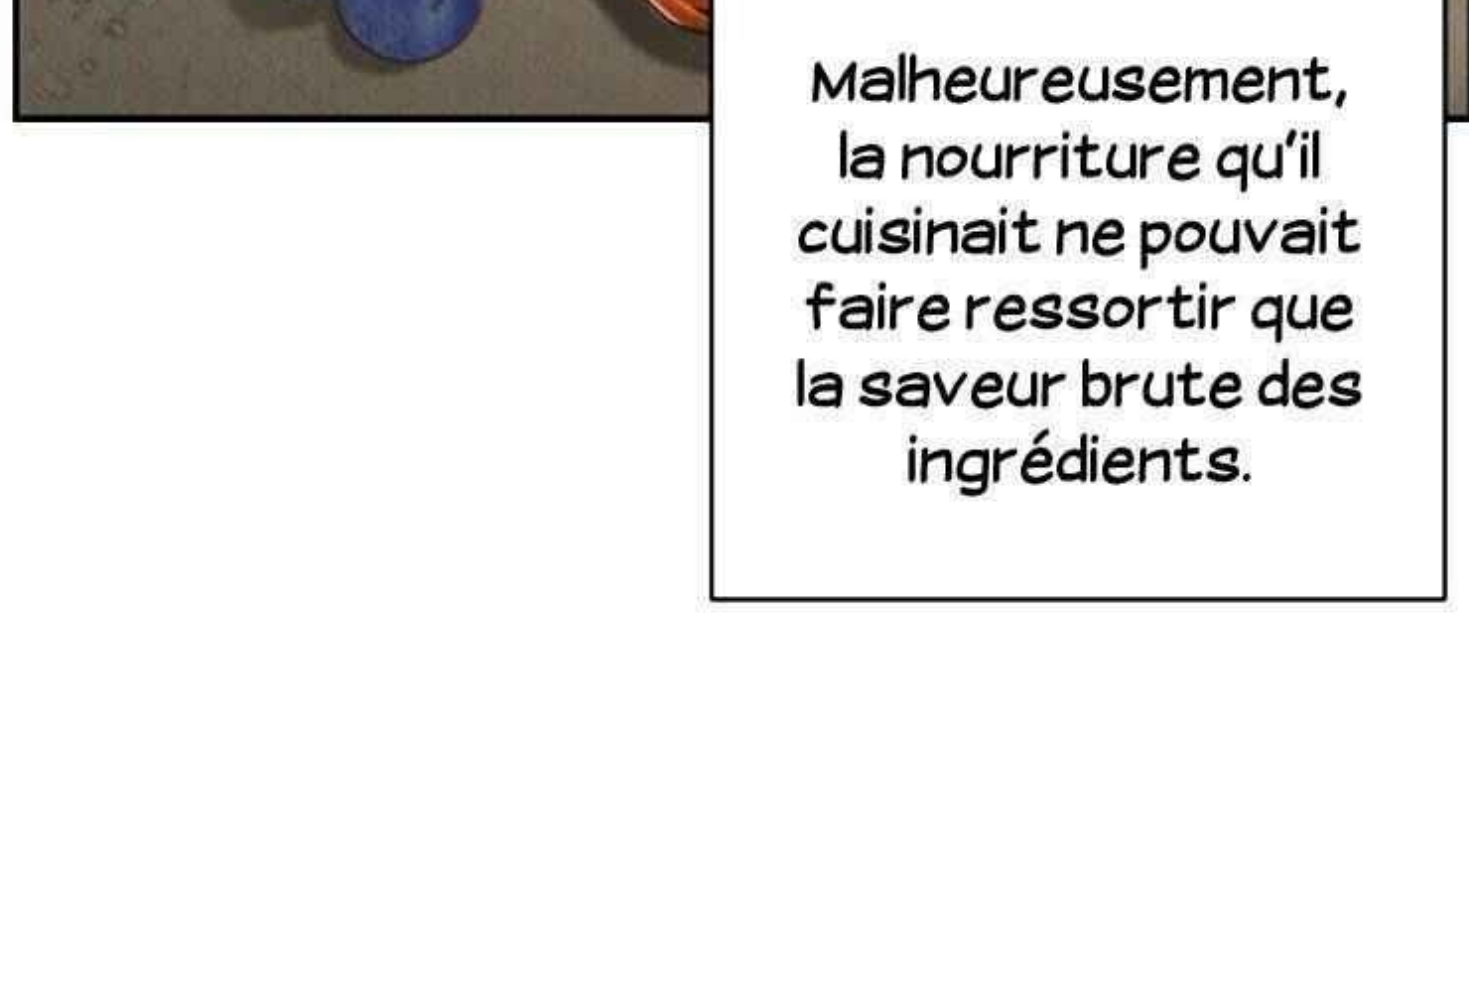 Malheureusement,
la nourriture qu'il
cuisinait ne pouvait
faire ressortir que
la saveur brute des
ingrédients.